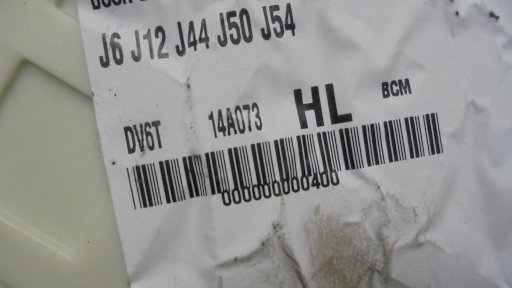 J6 J12 J44 J50 J54
DV6T 14A073 HL BCM
000000000400